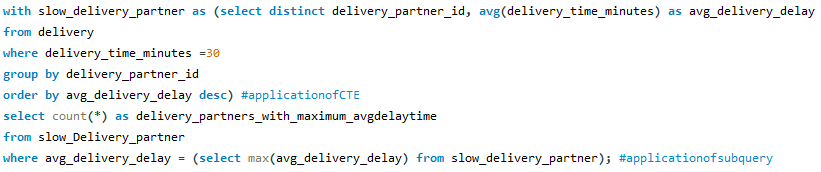 with slow_delivery_partner as (select distinct delivery_partner_id, avg(delivery_time_minutes) as avg_delivery_delay
from delivery
where delivery_time_minutes =30
group by delivery_partner_id
order by avg_delivery_delay desc) #applicationofCTE
select count(*) as delivery_partners_with_maximum_avgdelaytime
from slow_Delivery_partner
where avg_delivery_delay = (select max(avg_delivery_delay) from slow_delivery_partner); #applicationofsubquery